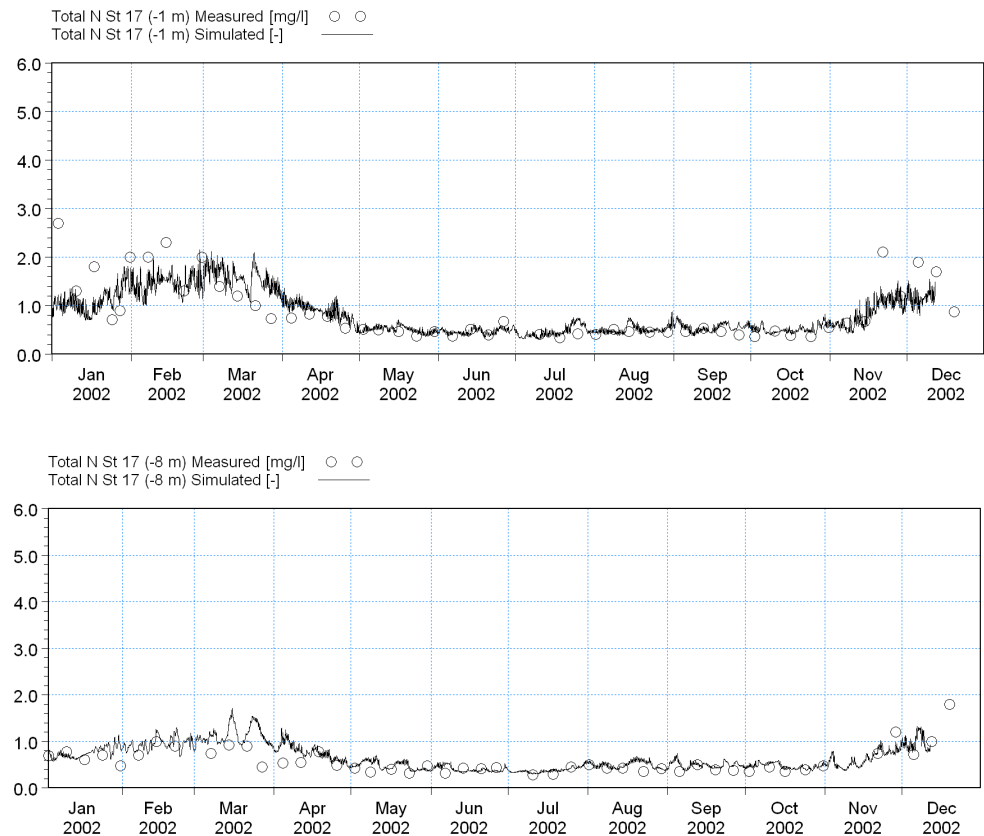 Total N St 17 (-1 m) Measured [mg/l]
Total N St 17 (-1 m) Simulated [-]
6.0
5.0
4.0
3.0
2.0
1.0
0.0
Jan Feb Mar Apr May Jun Jul Aug Sep Oct Nov Dec
2002 2002 2002 2002 2002 2002 2002 2002 2002 2002 2002 2002
Total N St 17 (-8 m) Measured [mg/l]
Total N St 17 (-8 m) Simulated [-]
6.0
5.0
4.0
3.0
2.0
1.0
0.0
Jan Feb Mar Apr May Jun Jul Aug Sep Oct Nov Dec
2002 2002 2002 2002 2002 2002 2002 2002 2002 2002 2002 2002